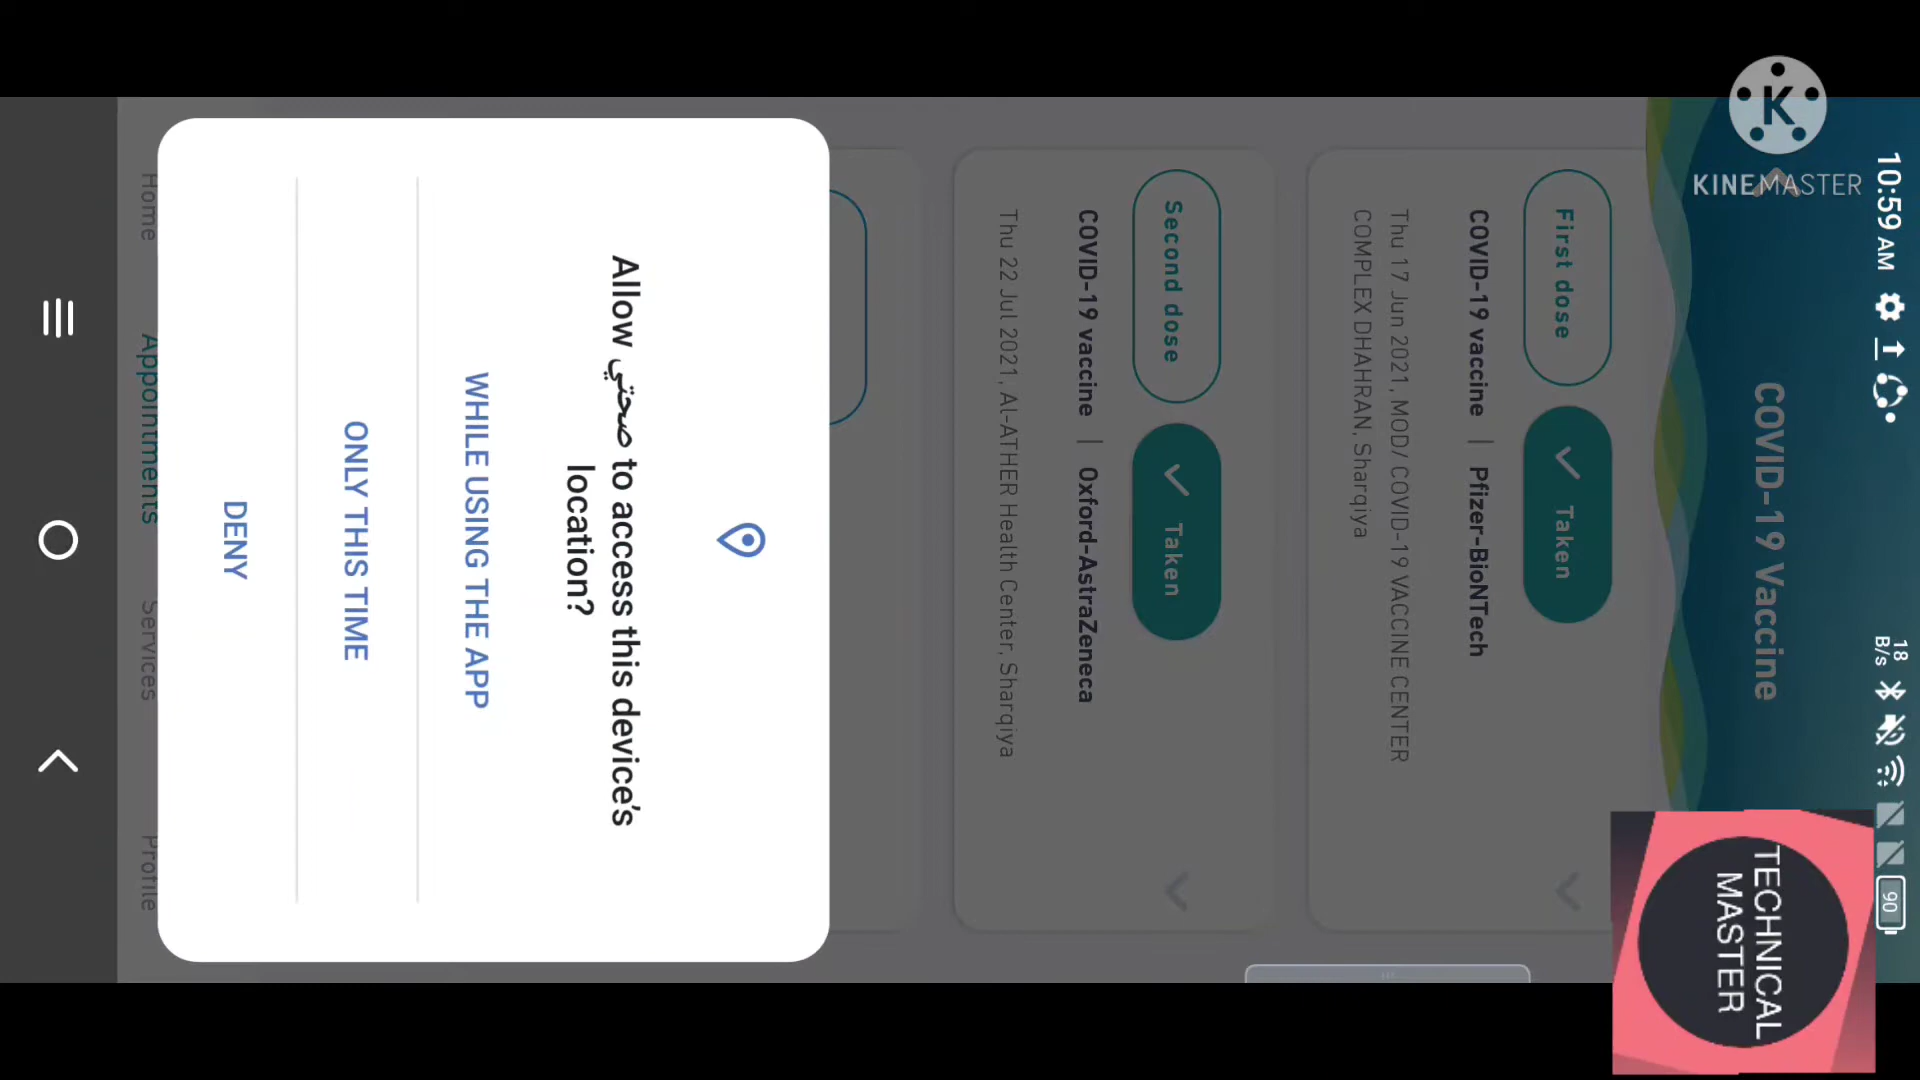 10:59 AM
18
B/s
90
KINEMASTER
COVID-19 Vaccine
First dose
Taken
COVID-19 vaccine | Pfizer-BioNTech
Thu 17 Jun 2021, MOD/ COVID-19 VACCINE CENTER
COMPLEX DHAHRAN, Sharqiya
Second dose
Taken
COVID-19 vaccine | Oxford-AstraZeneca
Thu 22 Jul 2021, Al-ATHER Health Center, Sharqiya
Allow صحتي to access this device's
location?
WHILE USING THE APP
ONLY THIS TIME
DENY
Home Appointments Services Profile
TECHNICAL
MASTER